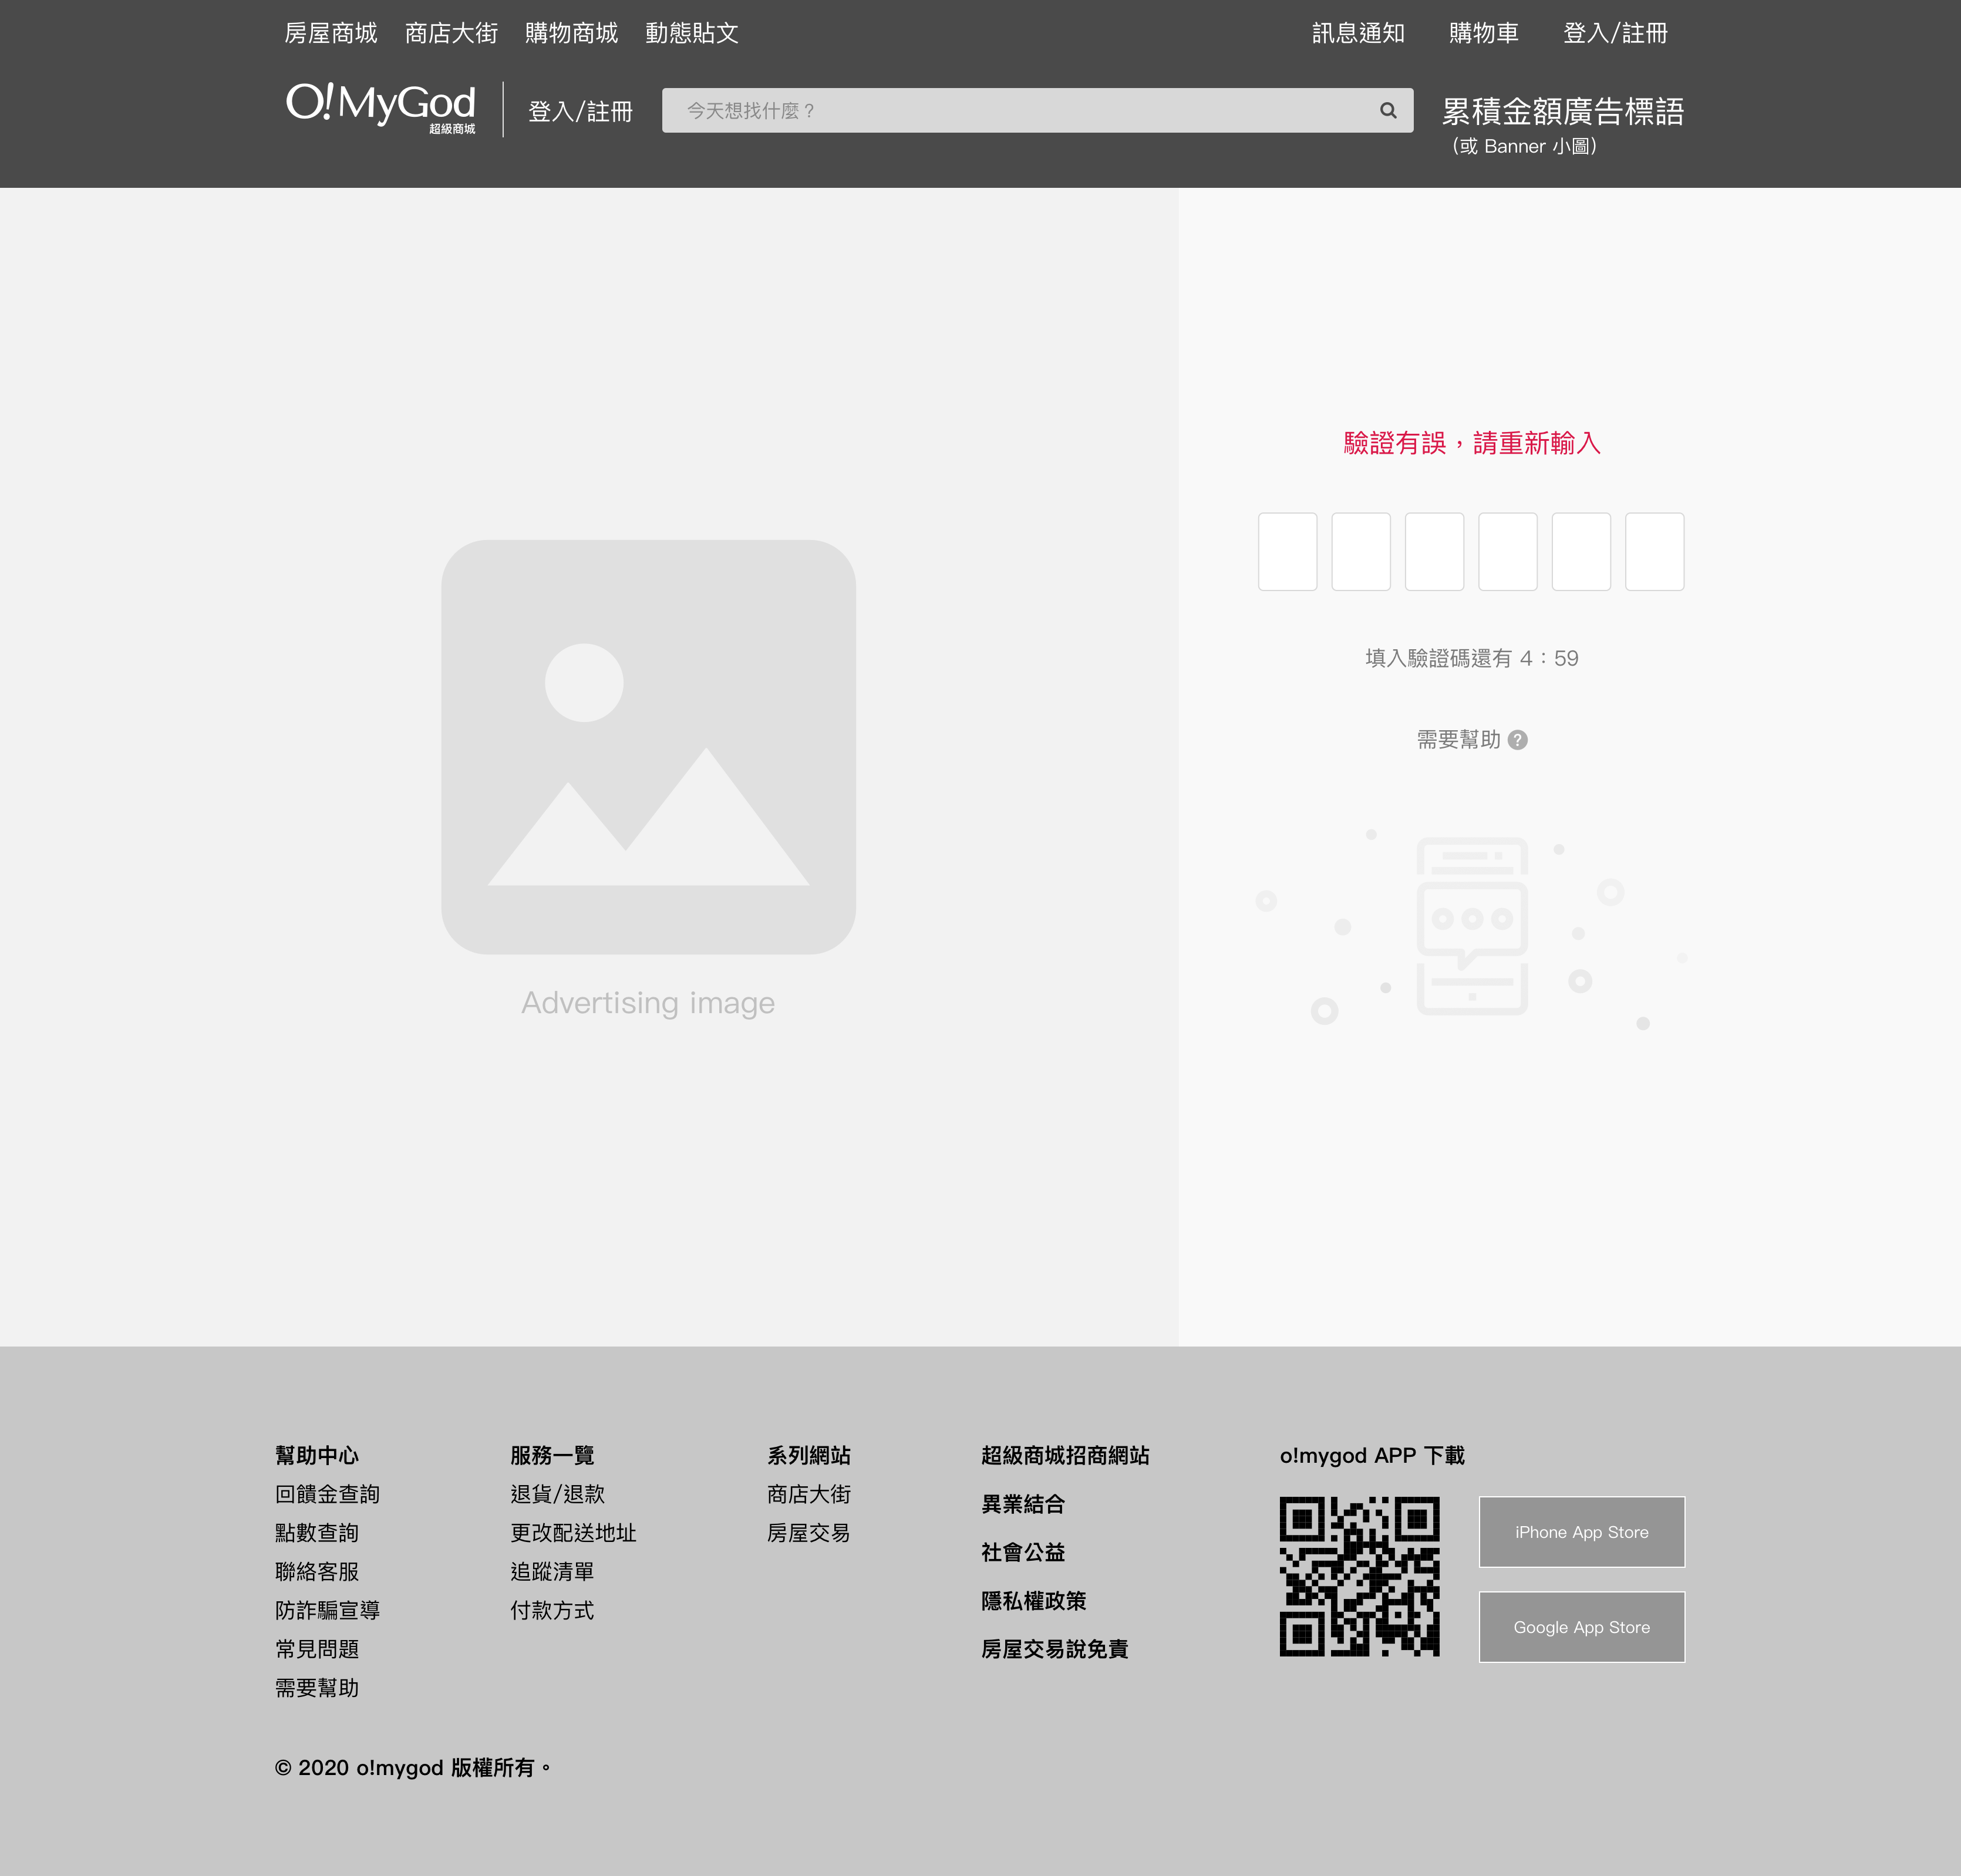 房屋商城 商店大街 購物商城 動態貼文 訊息通知 購物車 登入/註冊
O!MyGod
超級商城
登入/註冊
今天想找什麼？
累積金額廣告標語
(或 Banner 小圖)
驗證有誤，請重新輸入
填入驗證碼還有 4：59
需要幫助 ?
Advertising image
幫助中心
回饋金查詢
點數查詢
聯絡客服
防詐騙宣導
常見問題
需要幫助
服務一覽
退貨/退款
更改配送地址
追蹤清單
付款方式
系列網站
商店大街
房屋交易
超級商城招商網站
異業結合
社會公益
隱私權政策
房屋交易說免責
o!mygod APP 下載
iPhone App Store
Google App Store
© 2020 o!mygod 版權所有。